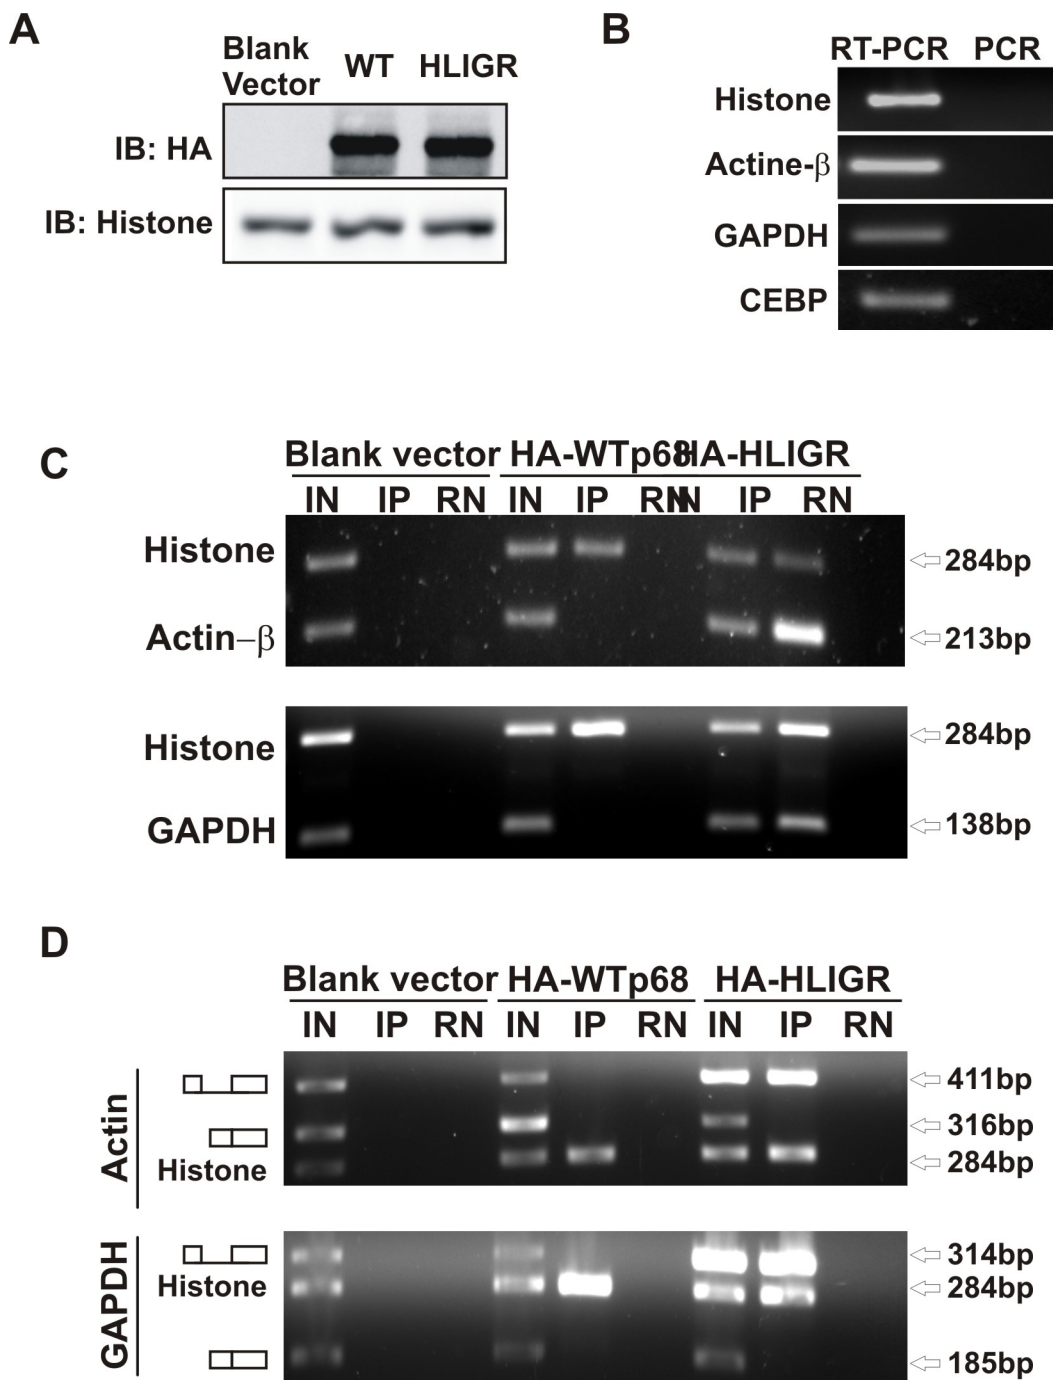 A
Blank
Vector
WT
HLIGR
IB: HA
IB: Histone
B
RT-PCR PCR
Histone
Actine-β
GAPDH
CEBP
C
Blank vector HA-WTp68 HA-HLIGR
IN IP RN IN IP RN IN IP RN
Histone
284bp
Actin-β
213bp
Histone
284bp
GAPDH
138bp
D
Blank vector HA-WTp68 HA-HLIGR
IN IP RN IN IP RN IN IP RN
Actin
411bp
316bp
Histone
284bp
GAPDH
314bp
Histone
284bp
185bp